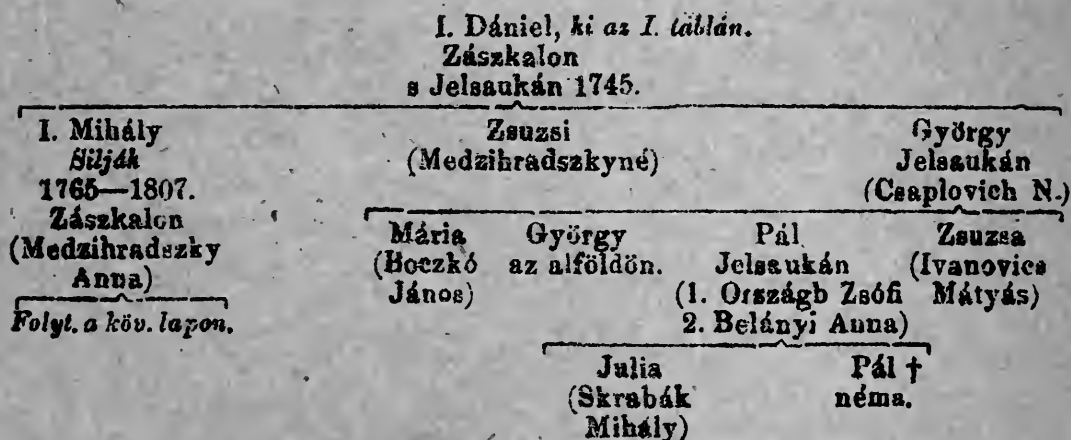 I. Dániel, ki az I. táblán.
Zászkalon
s Jelsaukán 1745.
I. Mihály
Silják
1765—1807.
Zászkalon
(Medzihradszky
Anna)
Folyt. a köv. lapon.
Zsuzsi
(Medzihradszkyné)
György
Jelsaukán
(Csaplovich N.)
Mária
(Boczkó
János)
György
az alföldön.
Pál
Jelsaukán
(1. Országh Zsófi
2. Belányi Anna)
Zsuzsa
(Ivanovics
Mátyás)
Julia
(Skrabák
Mihály)
Pál †
néma.